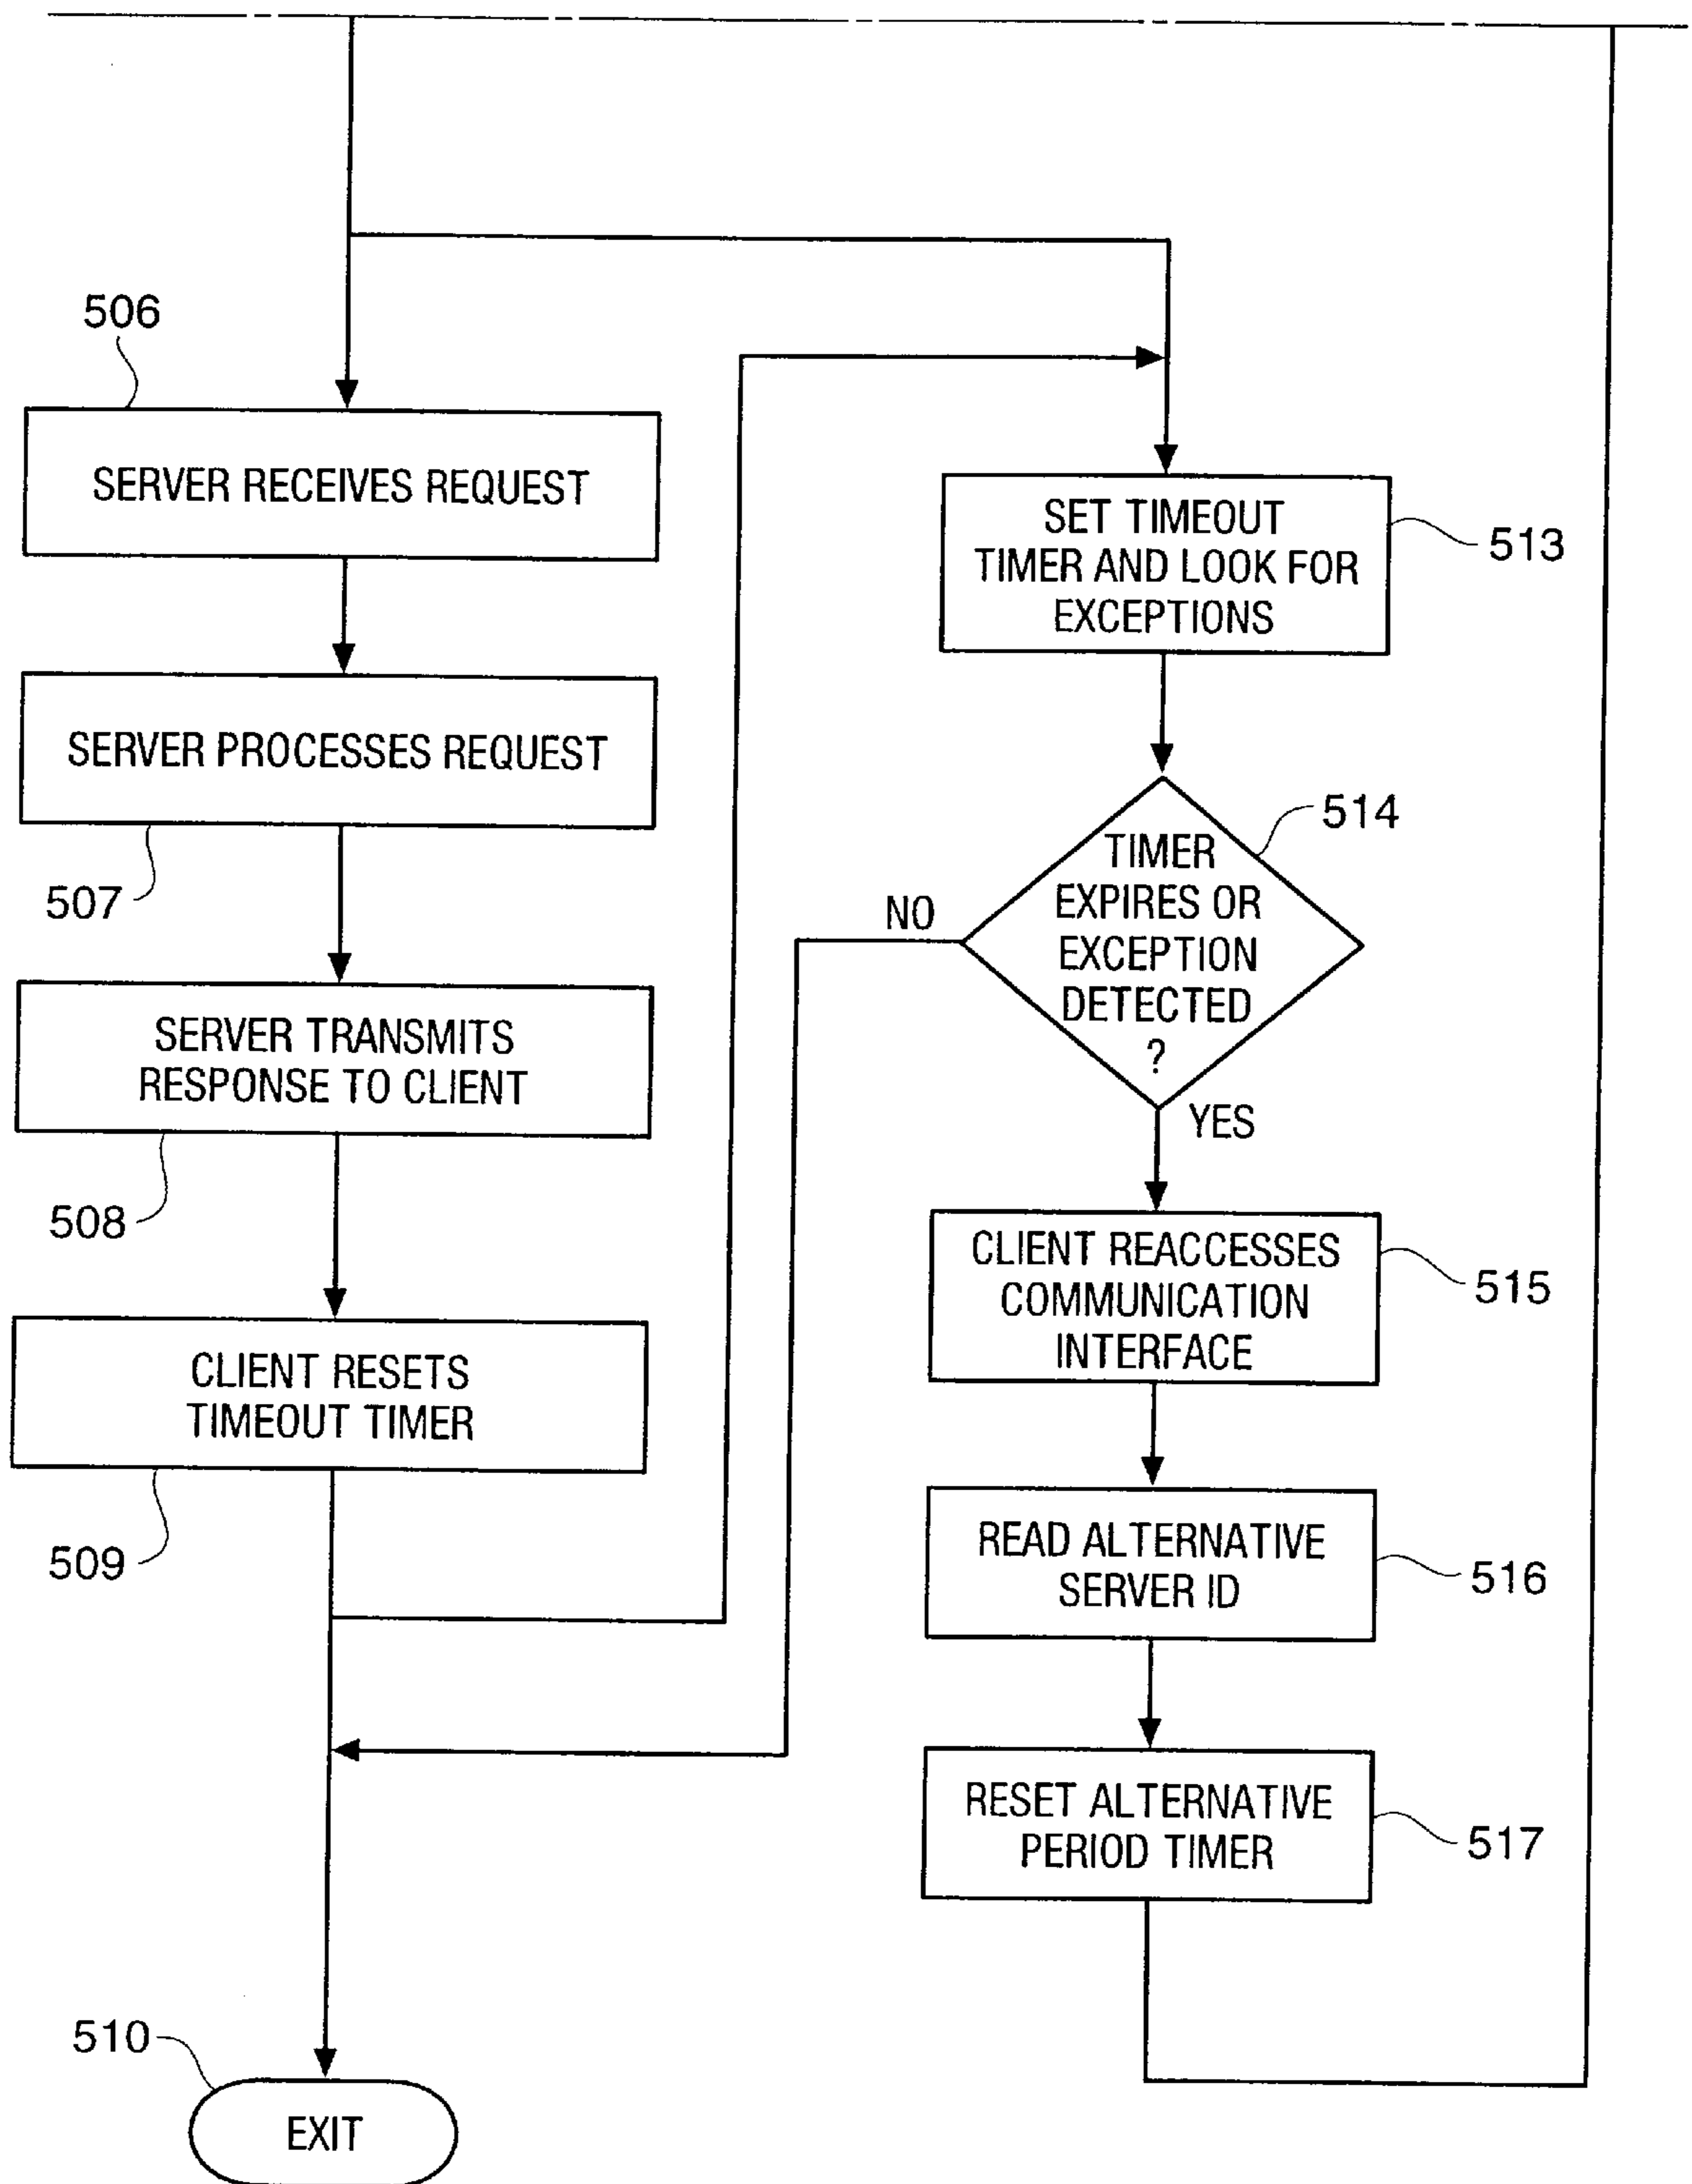 506
SERVER RECEIVES REQUEST
SERVER PROCESSES REQUEST
507
SERVER TRANSMITS
RESPONSE TO CLIENT
508
CLIENT RESETS
TIMEOUT TIMER
509
510
EXIT
SET TIMEOUT
TIMER AND LOOK FOR
EXCEPTIONS
513
514
TIMER
EXPIRES OR
EXCEPTION
DETECTED
?
NO
YES
CLIENT REACCESSES
COMMUNICATION
INTERFACE
515
READ ALTERNATIVE
SERVER ID
516
RESET ALTERNATIVE
PERIOD TIMER
517